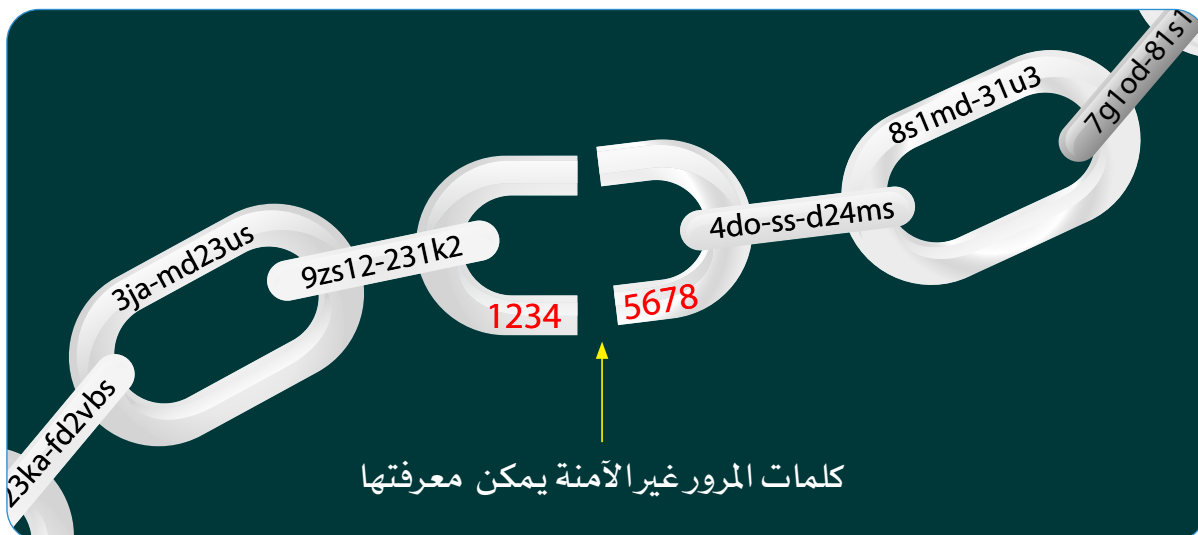 23ka-fd2vbs
3ja-md23us
9zs12-231k2
1234
5678
4do-ss-d24ms
8s1md-31u3
7g1od-81s1
كلمات المرور غير الآمنة يمكن معرفتها